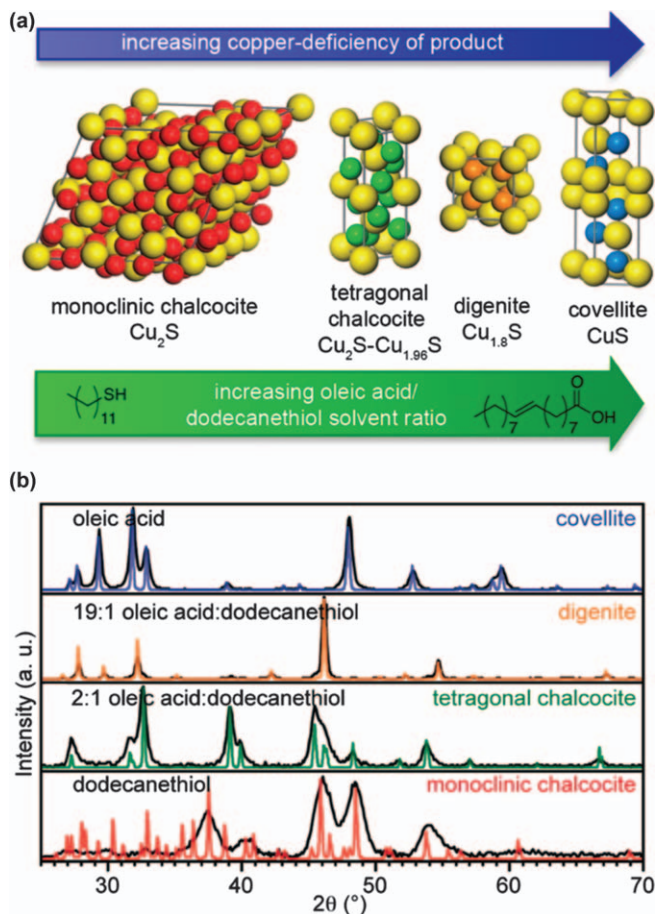 (a)
increasing copper-deficiency of product
monoclinic chalcocite
Cu₂S
tetragonal
chalcocite
Cu₂S-Cu₁.₉₆S
digenite
Cu₁.₈S
covellite
CuS
SH
11
increasing oleic acid/
dodecanethiol solvent ratio
7
7
O
OH
(b)
Intensity (a. u.)
oleic acid
covellite
19:1 oleic acid:dodecanethiol
digenite
2:1 oleic acid:dodecanethiol
tetragonal chalcocite
dodecanethiol
monoclinic chalcocite
30
40
50
60
70
2θ (°)